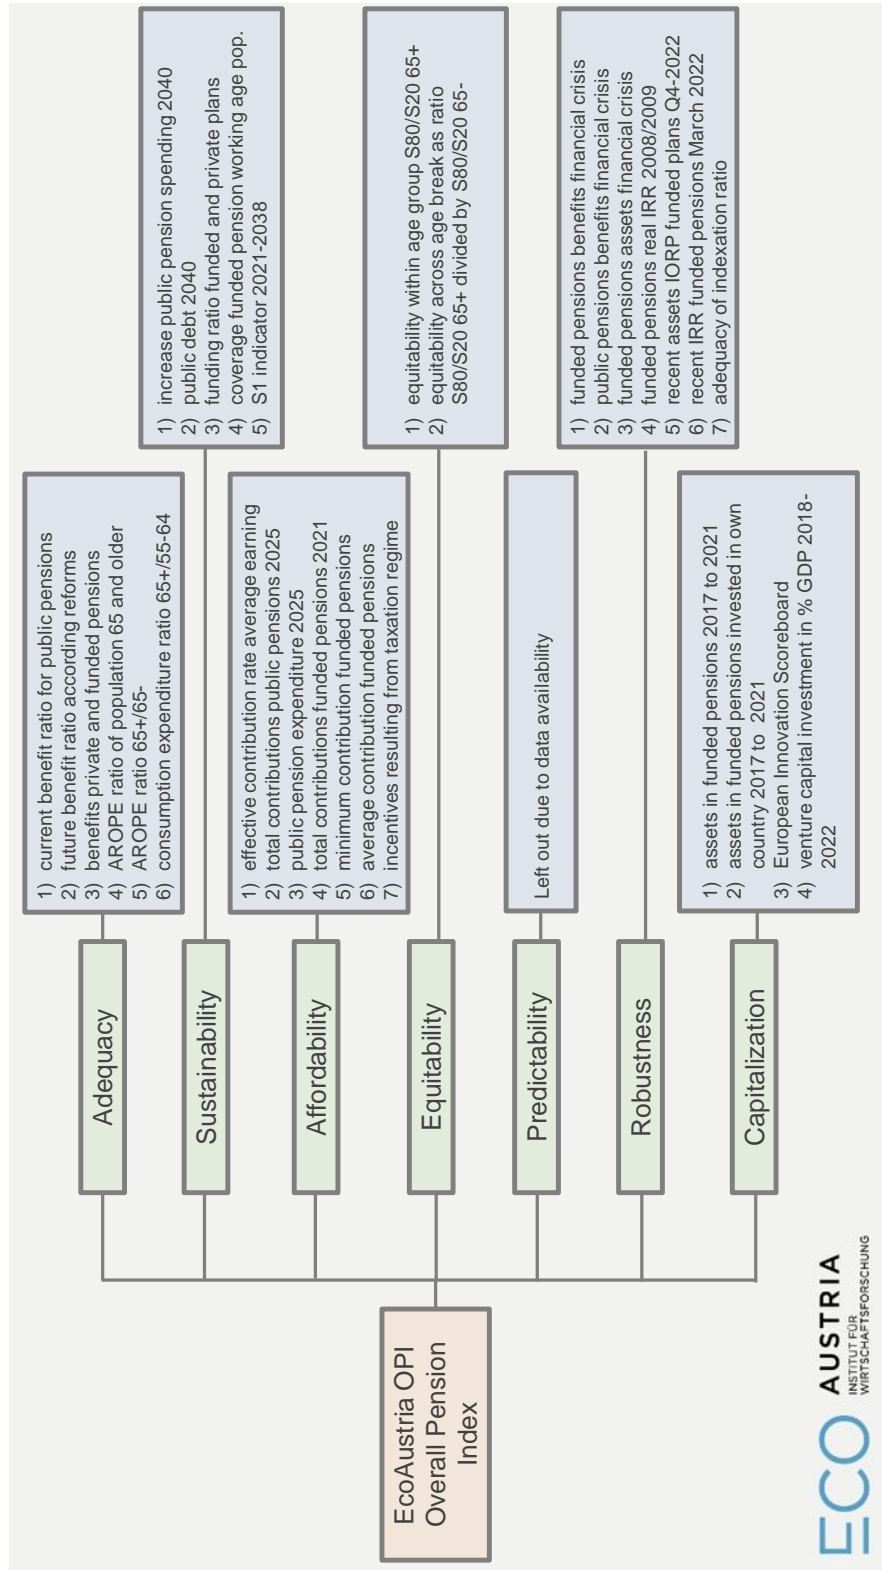 EcoAustria OPI
Overall Pension
Index
Adequacy
1) current benefit ratio for public pensions
2) future benefit ratio according reforms
3) benefits private and funded pensions
4) AROPE ratio of population 65 and older
5) AROPE ratio 65+/65-
6) consumption expenditure ratio 65+/55-64
Sustainability
1) increase public pension spending 2040
2) public debt 2040
3) funding ratio funded and private plans
4) coverage funded pension working age pop.
5) S1 indicator 2021-2038
Affordability
1) effective contribution rate average earning
2) total contributions public pensions 2025
3) public pension expenditure 2025
4) total contributions funded pensions 2021
5) minimum contribution funded pensions
6) average contribution funded pensions
7) incentives resulting from taxation regime
Equitability
1) equitability within age group S80/S20 65+
2) equitability across age break as ratio
S80/S20 65+ divided by S80/S20 65-
Predictability
Left out due to data availability
Robustness
1) funded pensions benefits financial crisis
2) public pensions benefits financial crisis
3) funded pensions assets financial crisis
4) funded pensions real IRR 2008/2009
5) recent assets IORP funded plans Q4-2022
6) recent IRR funded pensions March 2022
7) adequacy of indexation ratio
Capitalization
1) assets in funded pensions 2017 to 2021
2) assets in funded pensions invested in own
country 2017 to 2021
3) European Innovation Scoreboard
4) venture capital investment in % GDP 2018-
2022
ECO AUSTRIA
INSTITUT FÜR
WIRTSCHAFTSFORSCHUNG